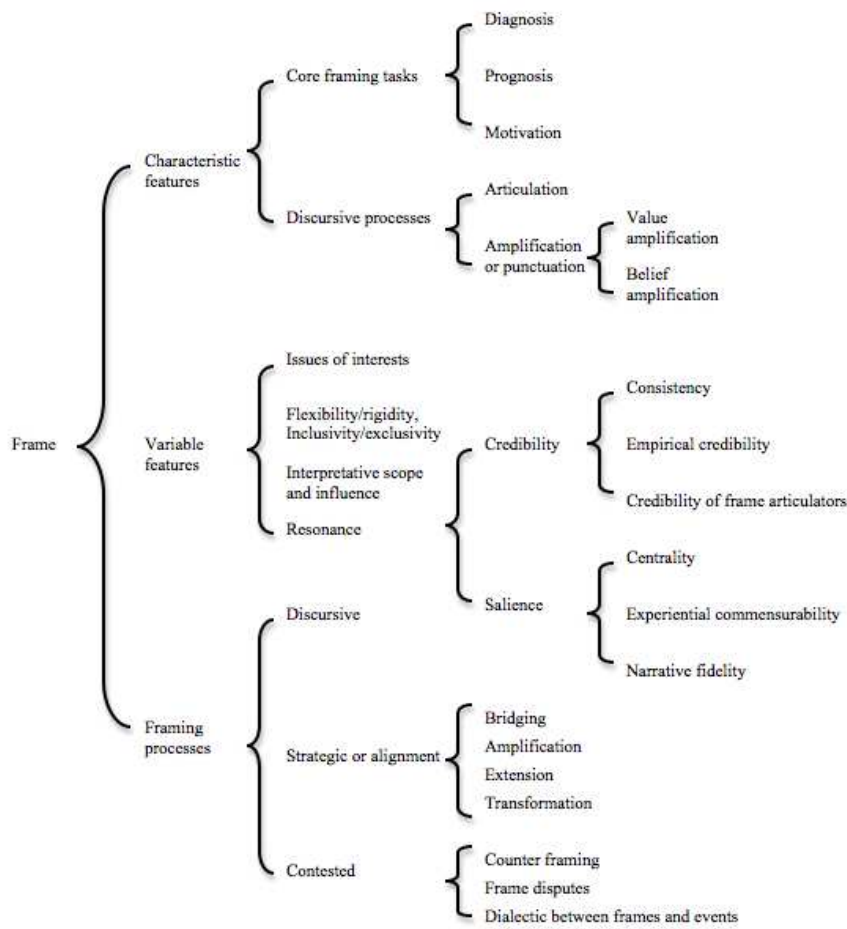 Diagnosis
Core framing tasks
Prognosis
Motivation
Characteristic
features
Articulation
Discursive processes
Amplification
or punctuation
Value
amplification
Belief
amplification
Issues of interests
Flexibility/rigidity,
Inclusivity/exclusivity
Frame
Variable
features
Interpretative scope
and influence
Resonance
Credibility
Consistency
Empirical credibility
Credibility of frame articulators
Salience
Centrality
Experiential commensurability
Narrative fidelity
Discursive
Framing
processes
Strategic or alignment
Bridging
Amplification
Extension
Transformation
Contested
Counter framing
Frame disputes
Dialectic between frames and events